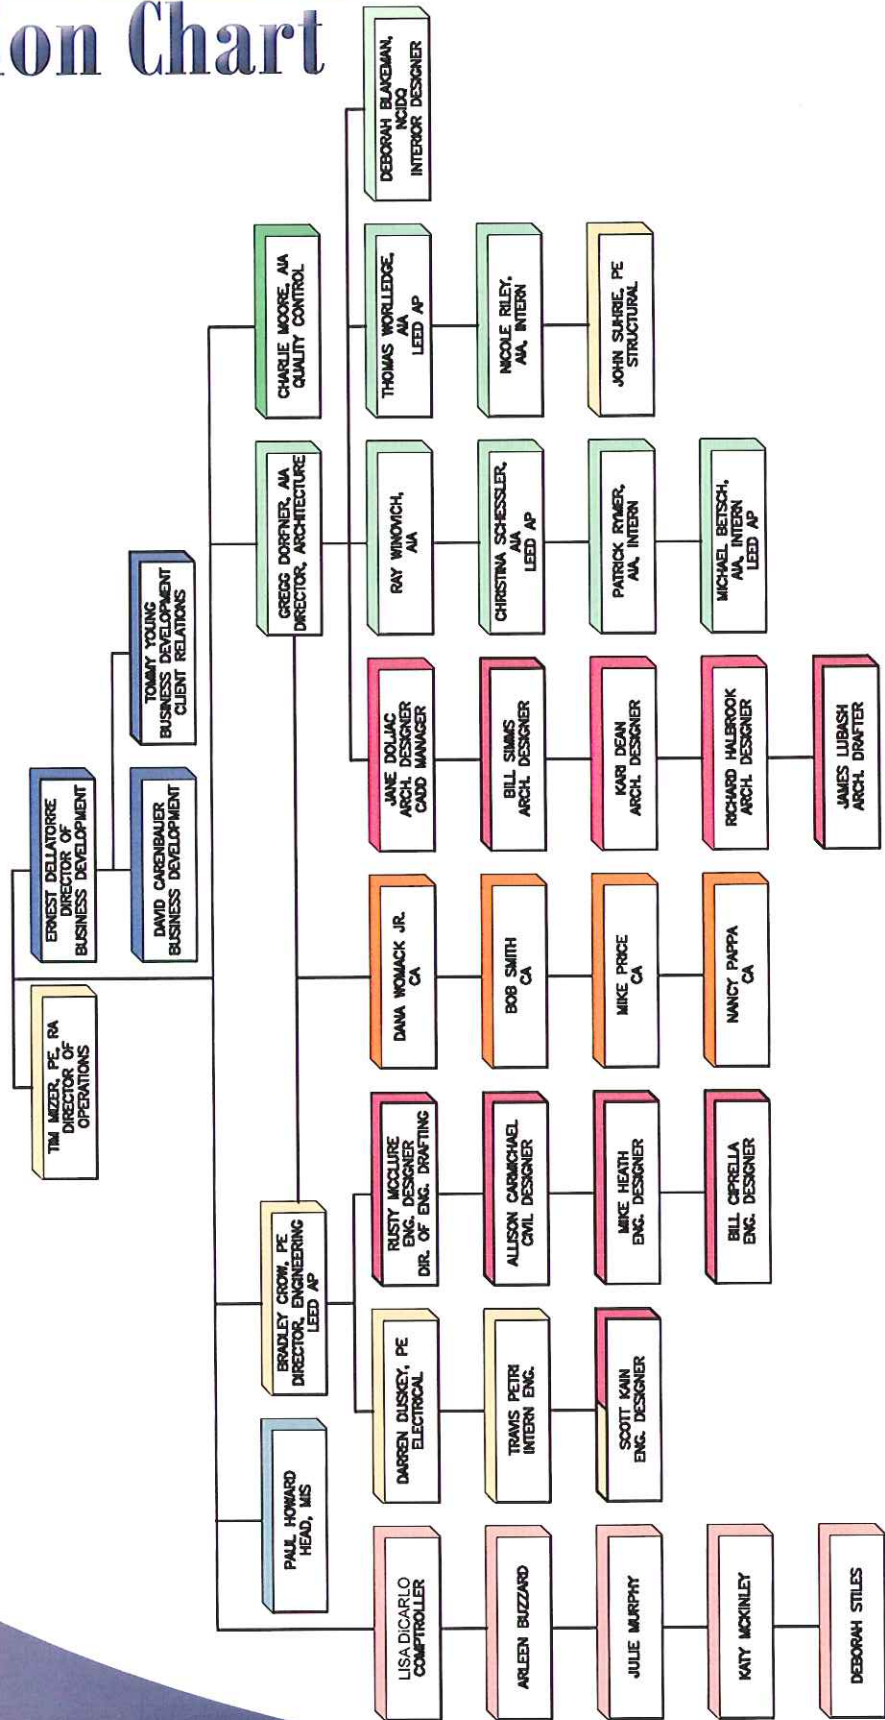 ion Chart
TIM MIZER, PE, RA
DIRECTOR OF
OPERATIONS
ERNEST DELLATORRE
DIRECTOR OF
BUSINESS DEVELOPMENT
DAVID CARENBAUER
BUSINESS DEVELOPMENT
TOMMY YOUNG
BUSINESS DEVELOPMENT
CLIENT RELATIONS
PAUL HOWARD
HEAD, MIS
BRADLEY CROW, PE
DIRECTOR, ENGINEERING
LEED AP
GREGG DORFNER, AIA
DIRECTOR, ARCHITECTURE
CHARLIE MOORE, AIA
QUALITY CONTROL
LISA DiCARLO
COMPTROLLER
ARLEEN BUZZARD
JULIE MURPHY
KATY MCKINLEY
DEBORAH STILES
DARREN DUSKEY, PE
ELECTRICAL
TRAVIS PETRI
INTERN ENG.
SCOTT KAIN
ENG. DESIGNER
RUSTY MCCLURE
ENG. DESIGNER
DIR. OF ENG. DRAFTING
ALLISON CARMICHAEL
CIVIL DESIGNER
MIKE HEATH
ENG. DESIGNER
BILL CIPRELLA
ENG. DESIGNER
DANA WOMACK JR.
CA
BOB SMITH
CA
MIKE PRICE
CA
NANCY PAPPA
CA
JANE DOLJAC
ARCH. DESIGNER
CADD MANAGER
BILL SIMMS
ARCH. DESIGNER
KARI DEAN
ARCH. DESIGNER
RICHARD HALBROOK
ARCH. DESIGNER
JAMES LUBASH
ARCH. DRAFTER
RAY WINOVICH,
AIA
CHRISTINA SCHESSLER,
AIA
LEED AP
PATRICK RYMER,
AIA, INTERN
MICHAEL BETSCH,
AIA, INTERN
LEED AP
THOMAS WORLLEDGE,
AIA
LEED AP
NICOLE RILEY,
AIA, INTERN
JOHN SUHRIE, PE
STRUCTURAL
DEBORAH BLAKEMAN,
NCIDQ
INTERIOR DESIGNER